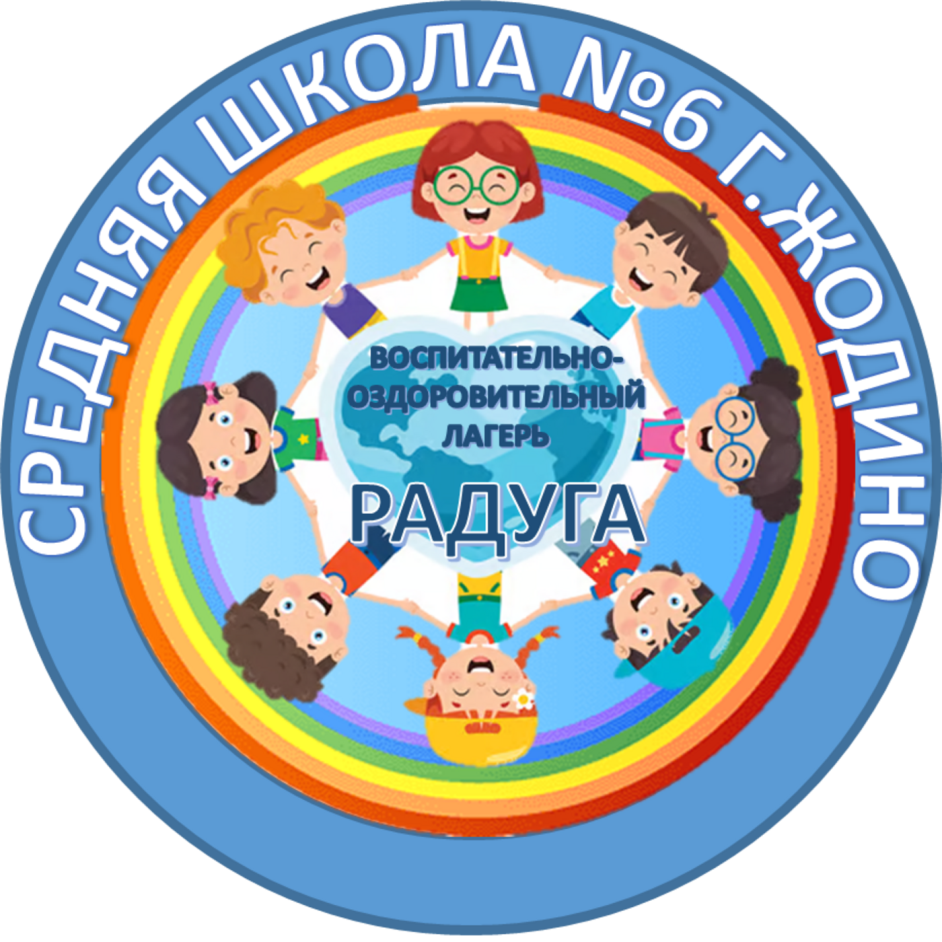 СРЕДНЯЯ ШКОЛА №6 Г.ЖОДИНО
ВОСПИТАТЕЛЬНО-
ОЗДОРОВИТЕЛЬНЫЙ
ЛАГЕРЬ
РАДУГА